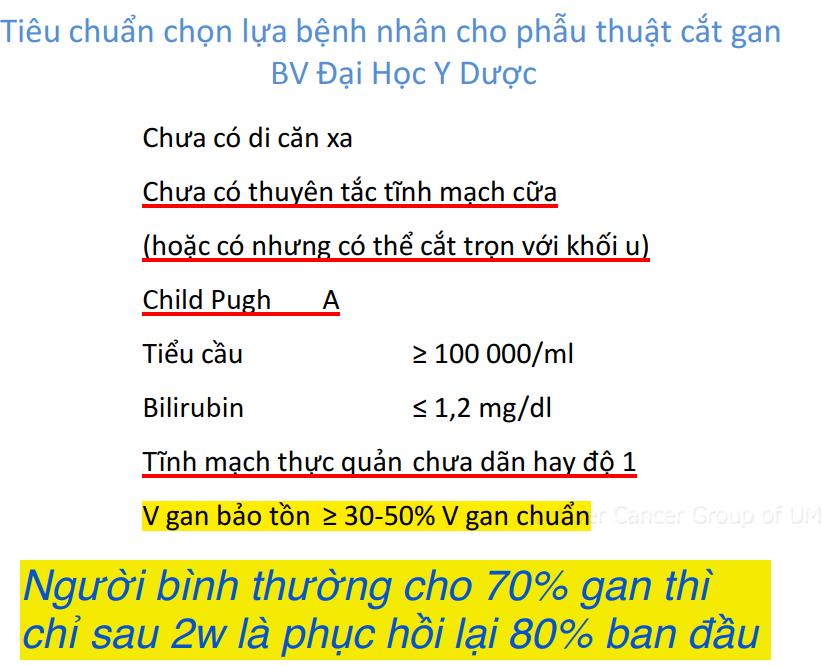 Tiêu chuẩn chọn lựa bệnh nhân cho phẫu thuật cắt gan
BV Đại Học Y Dược
Chưa có di căn xa
Chưa có thuyên tắc tĩnh mạch cữa
(hoặc có nhưng có thể cắt trọn với khối u)
Child Pugh A
Tiểu cầu ≥ 100 000/ml
Bilirubin ≤ 1,2 mg/dl
Tĩnh mạch thực quản chưa dãn hay độ 1
V gan bảo tồn ≥ 30-50% V gan chuẩn
Cancer Group of UM
Người bình thường cho 70% gan thì
chỉ sau 2w là phục hồi lại 80% ban đầu